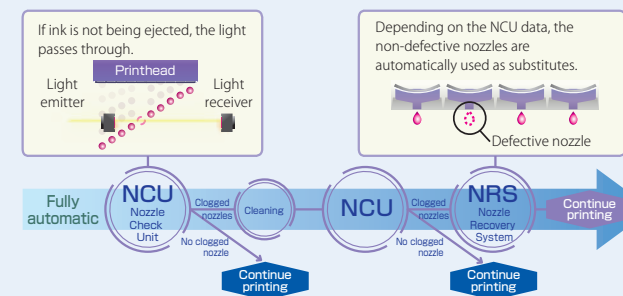 If ink is not being ejected, the light
passes through.
Printhead
Light
emitter
Light
receiver
Depending on the NCU data, the
non-defective nozzles are
automatically used as substitutes.
Defective nozzle
Fully
automatic
NCU
Nozzle
Check
Unit
Clogged
nozzles
No clogged
nozzle
Cleaning
NCU
Clogged
nozzles
No clogged
nozzle
NRS
Nozzle
Recovery
System
Continue
printing
Continue
printing
Continue
printing